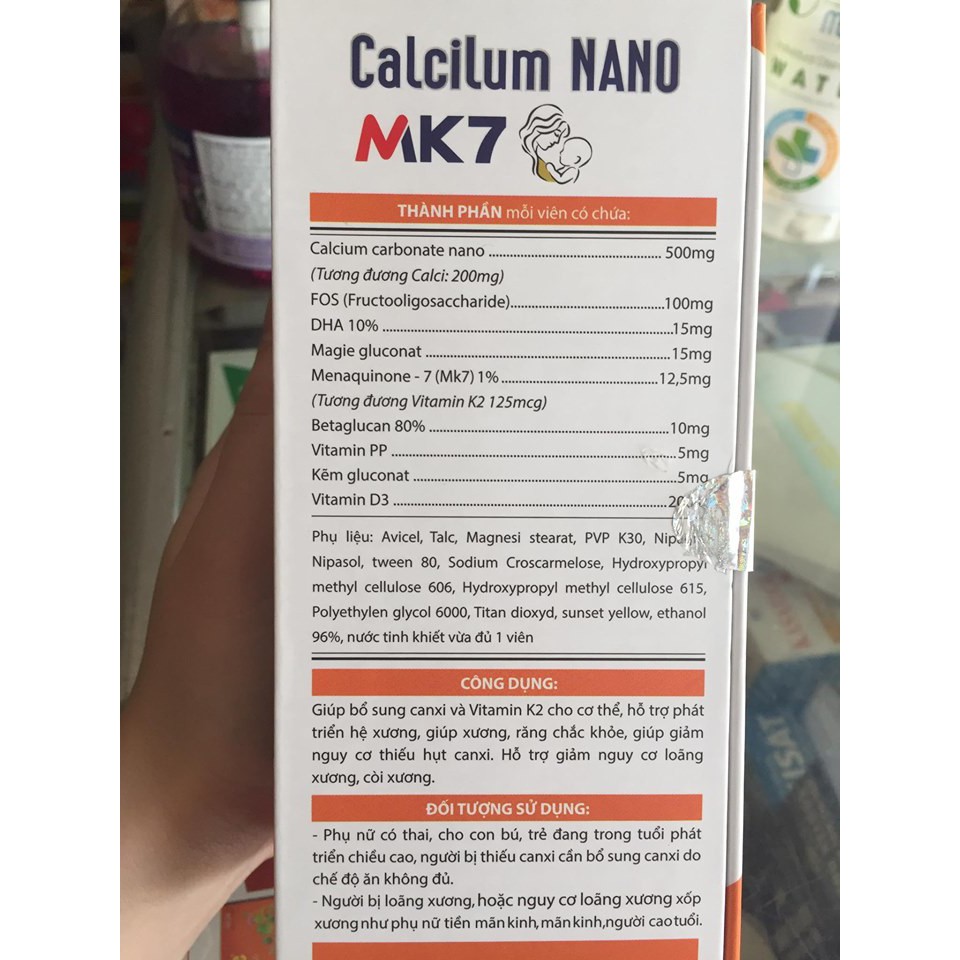 Calcilum NANO
MK7
THÀNH PHẦN mỗi viên có chứa:
Calcium carbonate nano ........ 500mg
(Tương đương Calci: 200mg)
FOS (Fructooligosaccharide)........100mg
DHA 10% ........15mg
Magie gluconat ........15mg
Menaquinone - 7 (Mk7) 1%........12,5mg
(Tương đương Vitamin K2 125mcg)
Betaglucan 80% ........10mg
Vitamin PP ........5mg
Kẽm gluconat ........5mg
Vitamin D3 ........
Phụ liệu: Avicel, Talc, Magnesi stearat, PVP K30,
Nipasol, tween 80, Sodium Croscarmelose, Hydroxypropyl
methyl cellulose 606, Hydroxypropyl methyl cellulose 615,
Polyethylen glycol 6000, Titan dioxyd, sunset yellow, ethanol
96%, nước tinh khiết vừa đủ 1 viên
CÔNG DỤNG:
Giúp bổ sung canxi và Vitamin K2 cho cơ thể, hỗ trợ phát
triển hệ xương, giúp xương, răng chắc khỏe, giúp giảm
nguy cơ thiếu hụt canxi. Hỗ trợ giảm nguy cơ loãng
xương, còi xương.
ĐỐI TƯỢNG SỬ DỤNG:
- Phụ nữ có thai, cho con bú, trẻ đang trong tuổi phát
triển chiều cao, người bị thiếu canxi cần bổ sung canxi do
chế độ ăn không đủ.
- Người bị loãng xương, hoặc nguy cơ loãng xương xốp
xương như phụ nữ tiền mãn kinh, mãn kinh, người cao tuổi.
ISAT